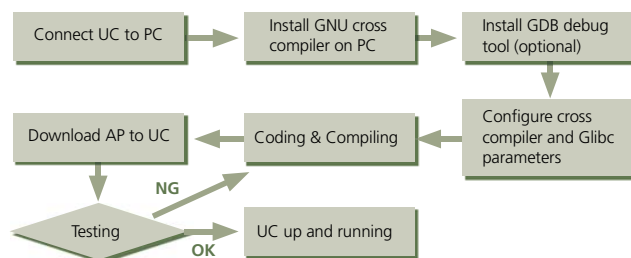 Connect UC to PC
Install GNU cross
compiler on PC
Install GDB debug
tool (optional)
Configure cross
compiler and Glibc
parameters
Coding & Compiling
Download AP to UC
NG
Testing
OK
UC up and running